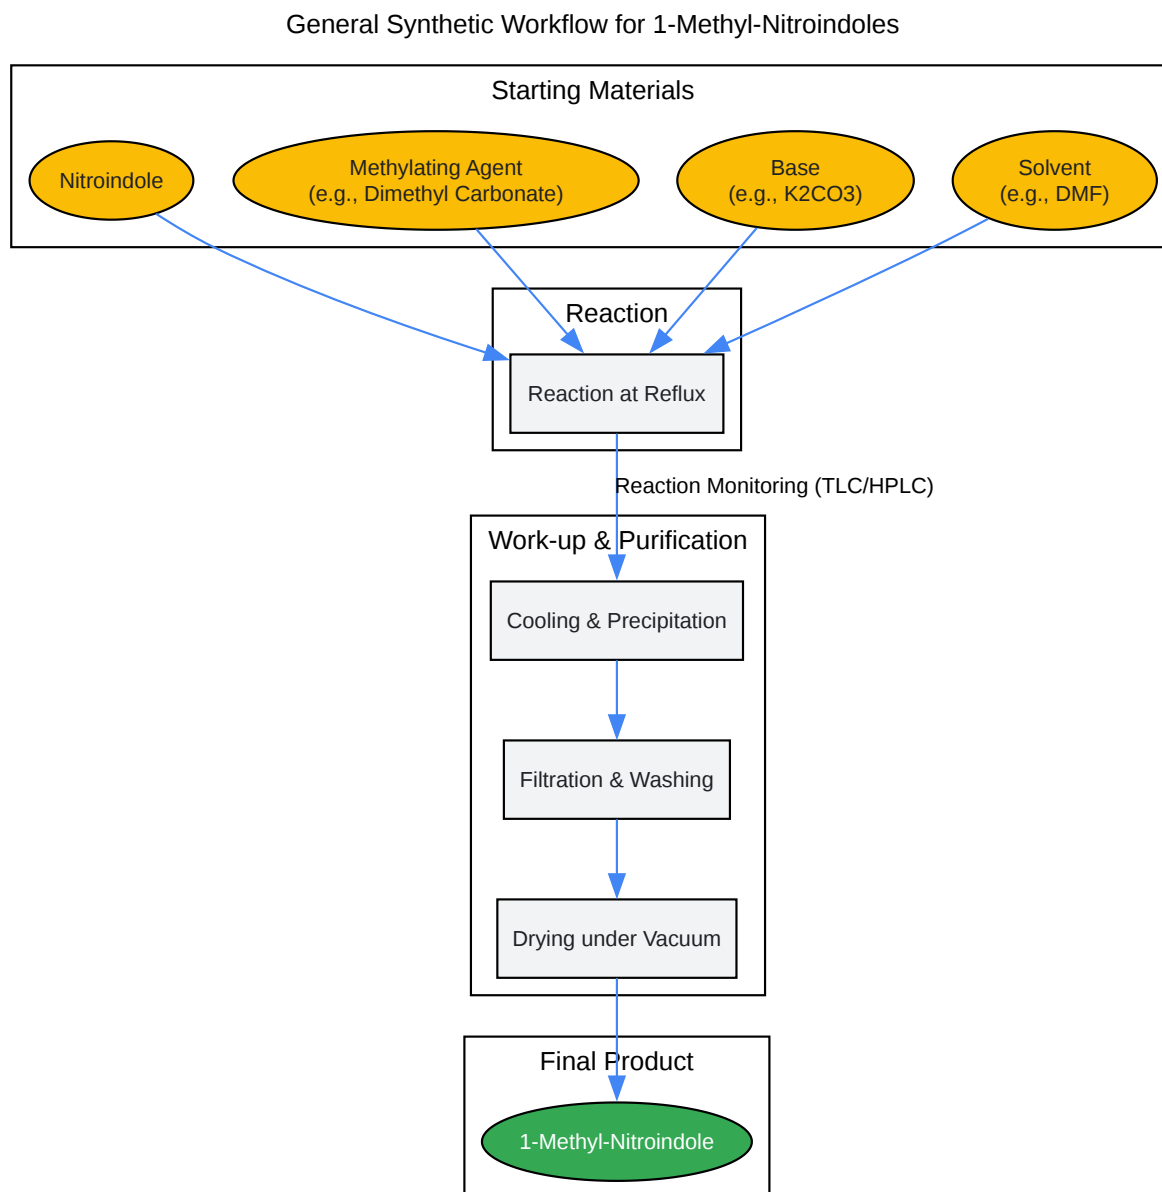 General Synthetic Workflow for 1-Methyl-Nitroindoles
Starting Materials
Nitroindole
Methylating Agent
(e.g., Dimethyl Carbonate)
Base
(e.g., K2CO3)
Solvent
(e.g., DMF)
Reaction
Reaction at Reflux
Reaction Monitoring (TLC/HPLC)
Work-up & Purification
Cooling & Precipitation
Filtration & Washing
Drying under Vacuum
Final Product
1-Methyl-Nitroindole